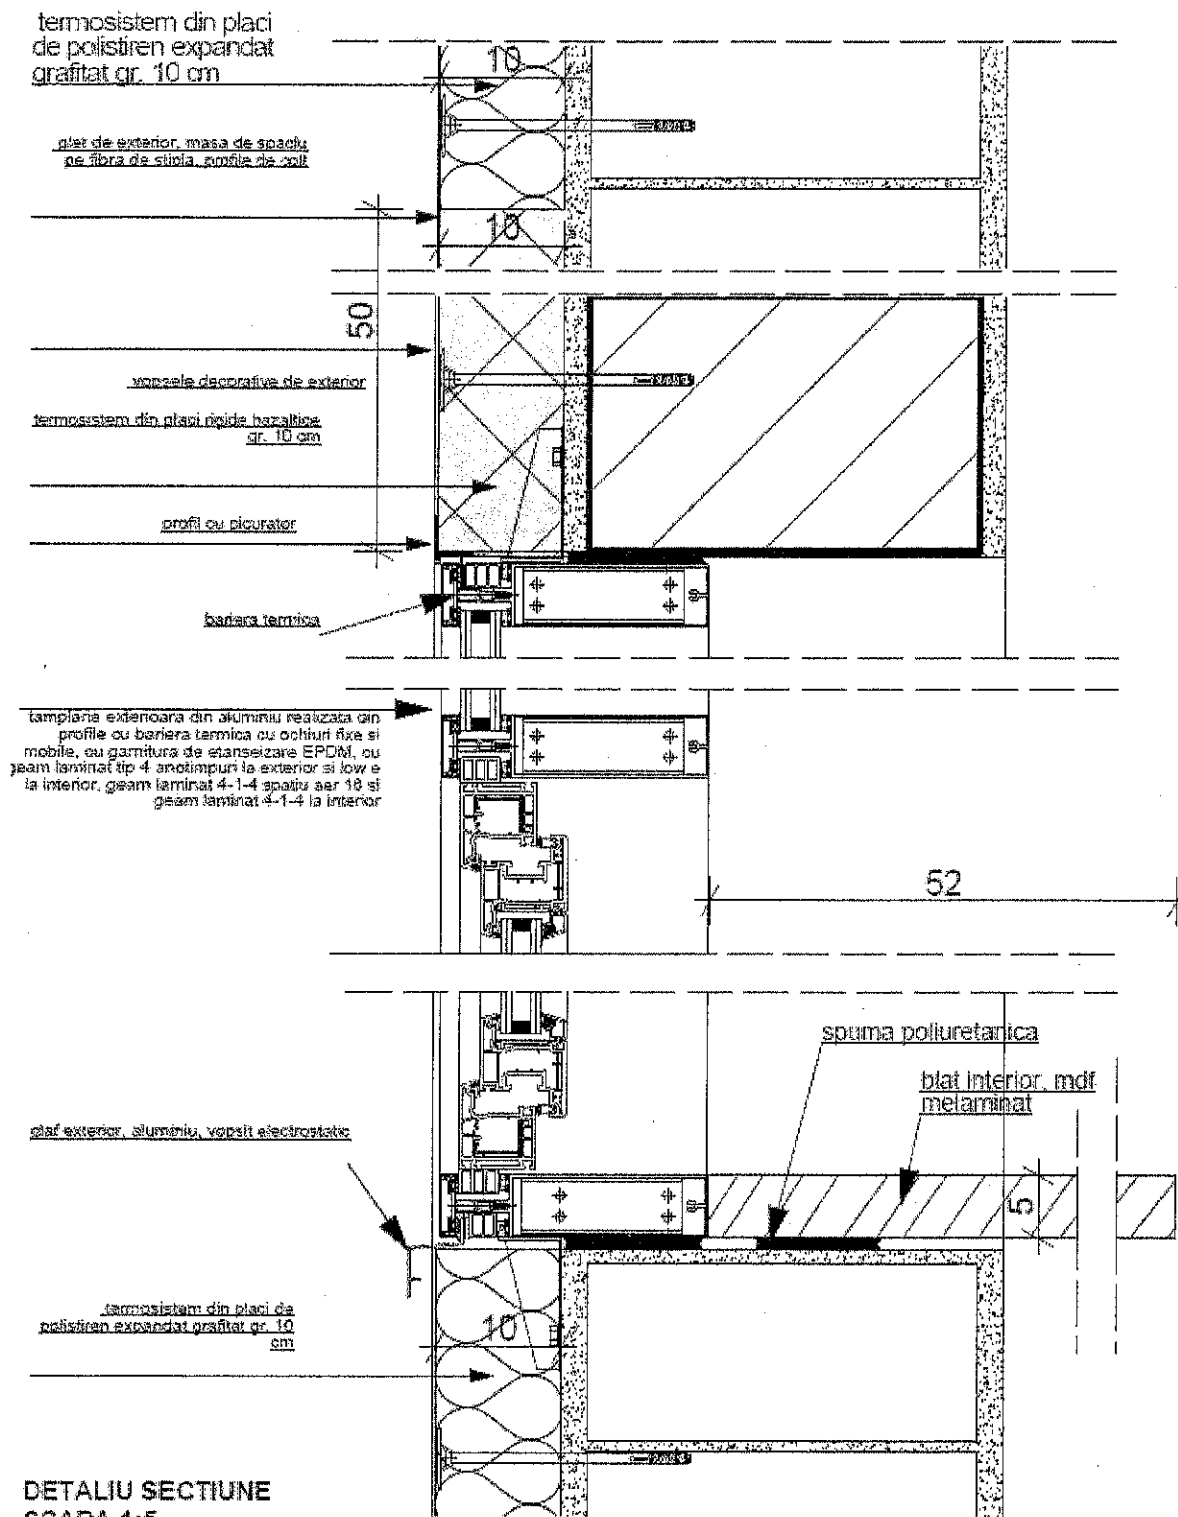 termosistem din placi
de polistiren expandat
grafitat gr. 10 cm
10
glet de exterior, masa de spaclu
pe fibra de sticla, profile de colt
10
50
vopsele decorative de exterior
termosistem din placi rigide bazaltice
gr. 10 cm
profil cu picurator
bariera termica
tamplarie exterioara din aluminiu realizata din
profile cu bariera termica cu ochiuri fixe si
mobile, cu garnitura de etanseizare EPDM, cu
geam laminat tip 4 anotimpuri la exterior si low e
la interior, geam laminat 4-1-4 spatiu aer 16 si
geam laminat 4-1-4 la interior
52
spuma poliuretanica
blat interior, mdf
melaminat
glaf exterior, aluminiu, vopsit electrostatic
5
termosistem din placi de
polistiren expandat grafitat gr. 10
cm
10
DETALIU SECTIUNE
SCARA 1:5